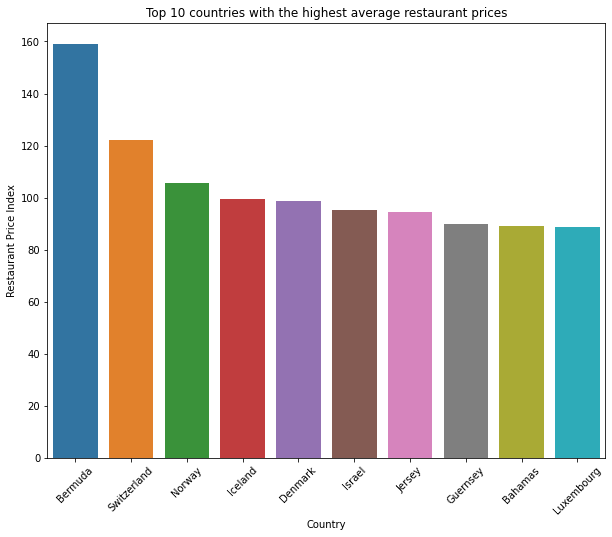 Top 10 countries with the highest average restaurant prices
Restaurant Price Index
160
140
120
100
80
60
40
20
0
Bermuda
Switzerland
Norway
Iceland
Denmark
Israel
Jersey
Guernsey
Bahamas
Luxembourg
Country